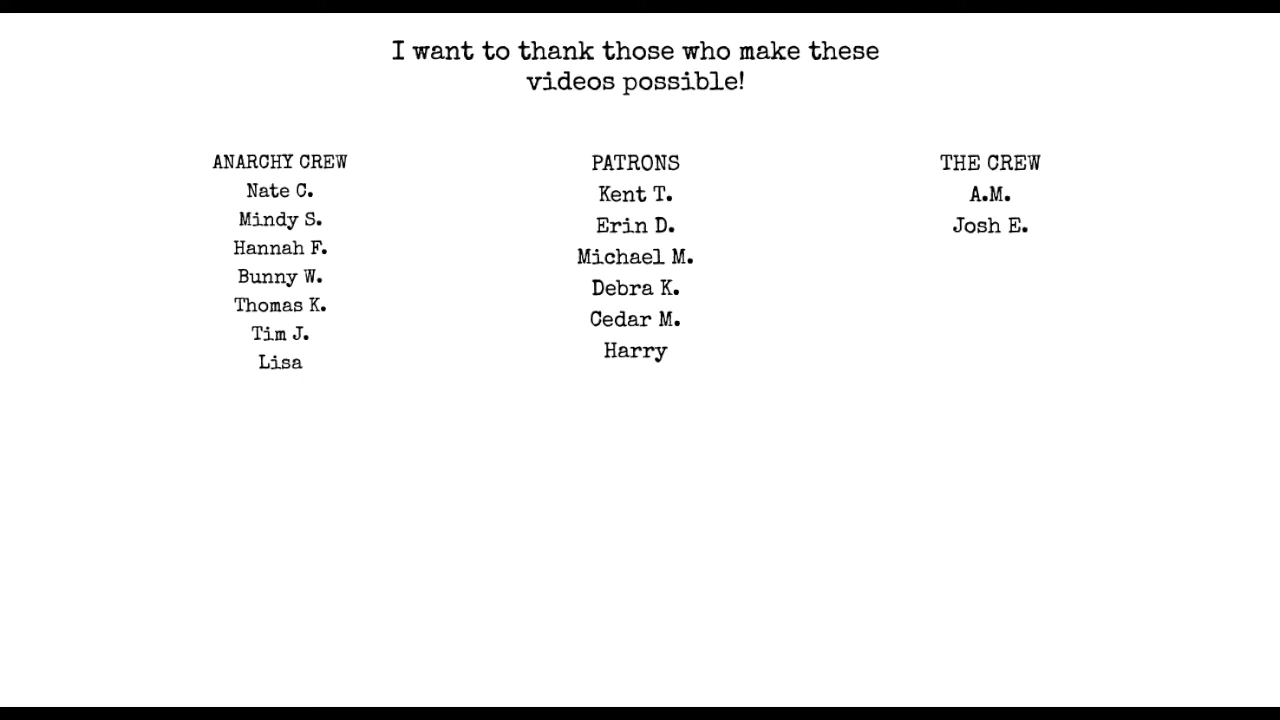 I want to thank those who make these
videos possible!
ANARCHY CREW
Nate C.
Mindy S.
Hannah F.
Bunny W.
Thomas K.
Tim J.
Lisa
PATRONS
Kent T.
Erin D.
Michael M.
Debra K.
Cedar M.
Harry
THE CREW
A.M.
Josh E.